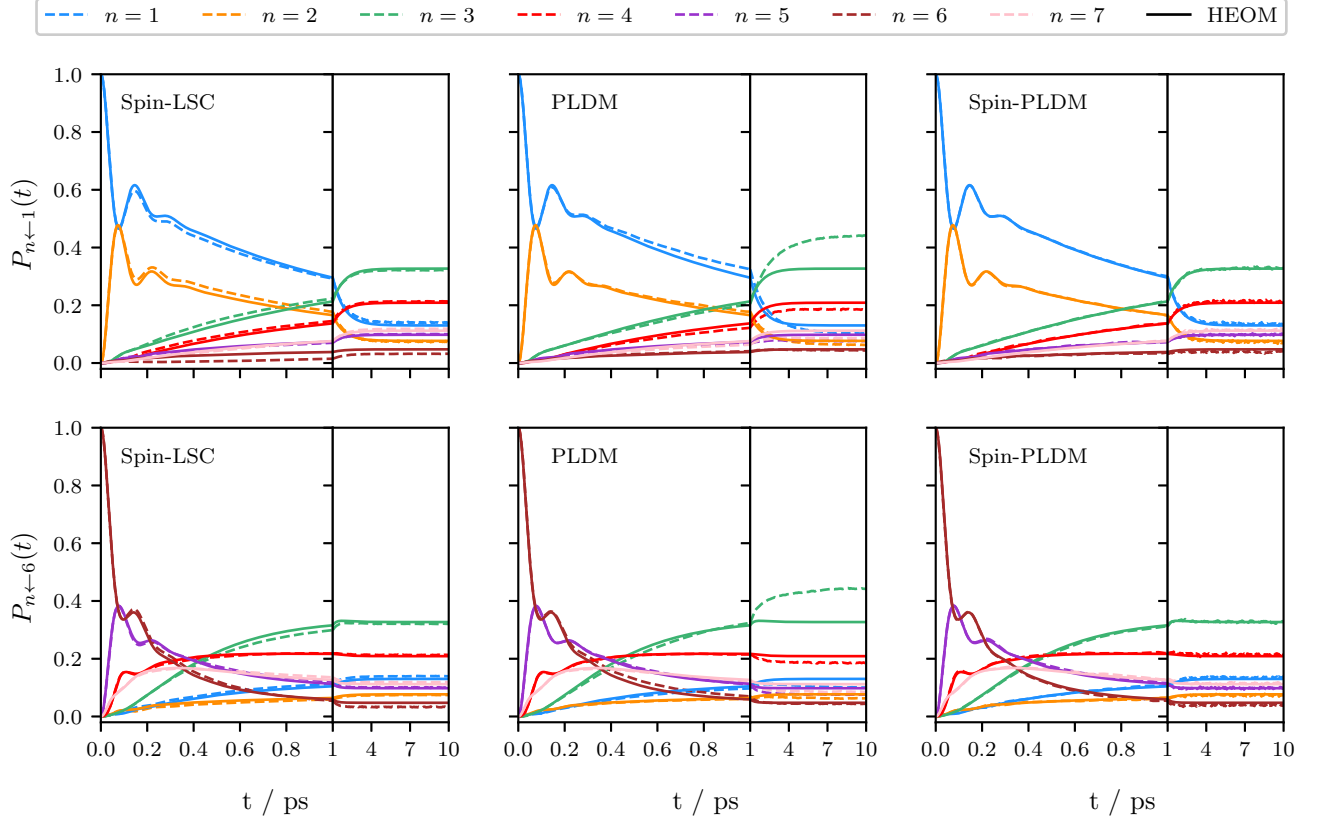 n = 1 n = 2 n = 3 n = 4 n = 5 n = 6 n = 7 HEOM
Spin-LSC PLDM Spin-PLDM
1.0
0.8
0.6
0.4
0.2
0.0
P_{n←1}(t)
Spin-LSC PLDM Spin-PLDM
1.0
0.8
0.6
0.4
0.2
0.0
P_{n←6}(t)
0.0 0.2 0.4 0.6 0.8 1 4 7 10 0.0 0.2 0.4 0.6 0.8 1 4 7 10 0.0 0.2 0.4 0.6 0.8 1 4 7 10
t / ps t / ps t / ps